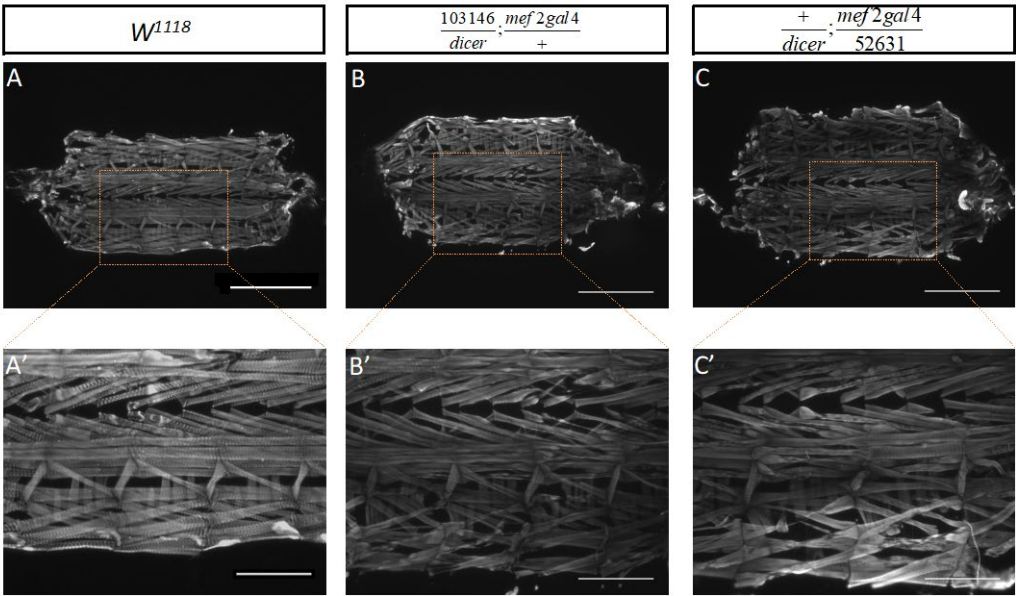 W1118
103146/dicer ; mef2gal4/+
+/dicer ; mef2gal4/52631
A
B
C
A'
B'
C'